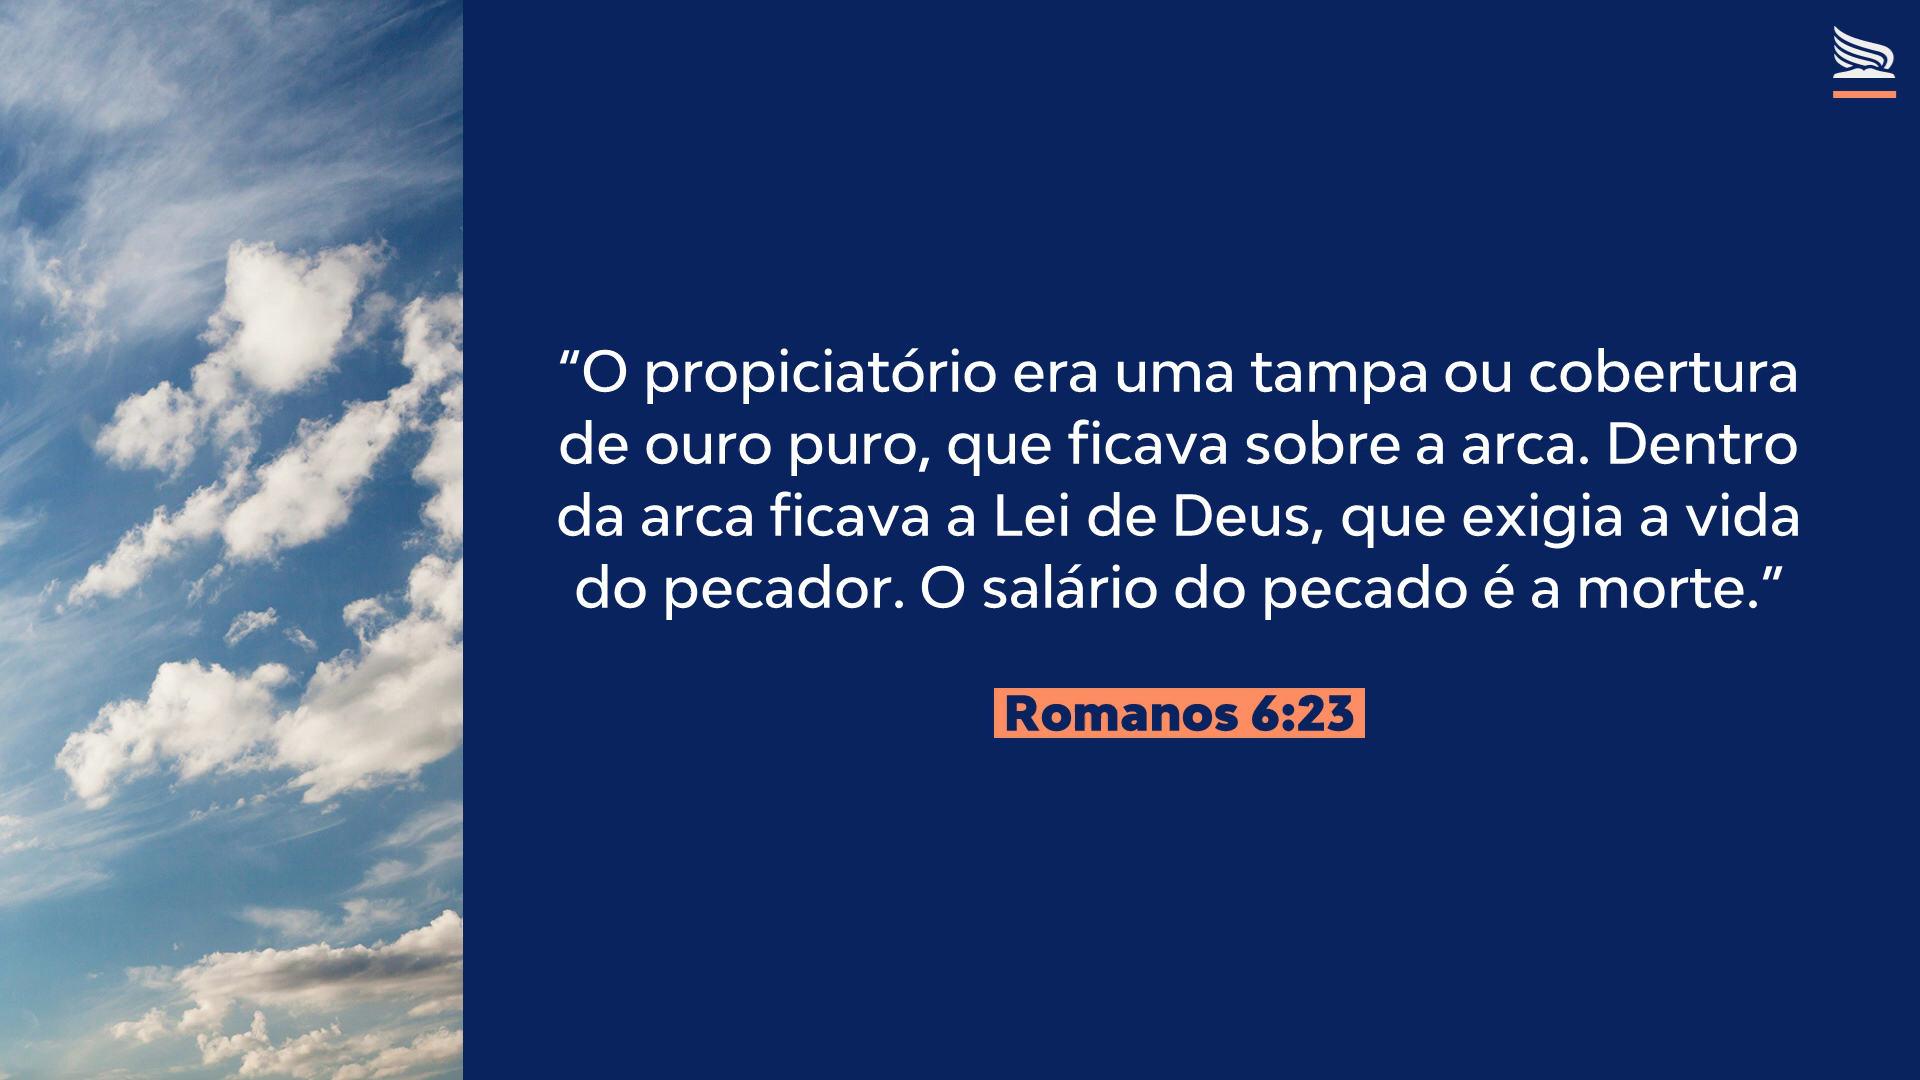 “O propiciatório era uma tampa ou cobertura
de ouro puro, que ficava sobre a arca. Dentro
da arca ficava a Lei de Deus, que exigia a vida
do pecador. O salário do pecado é a morte.”
Romanos 6:23